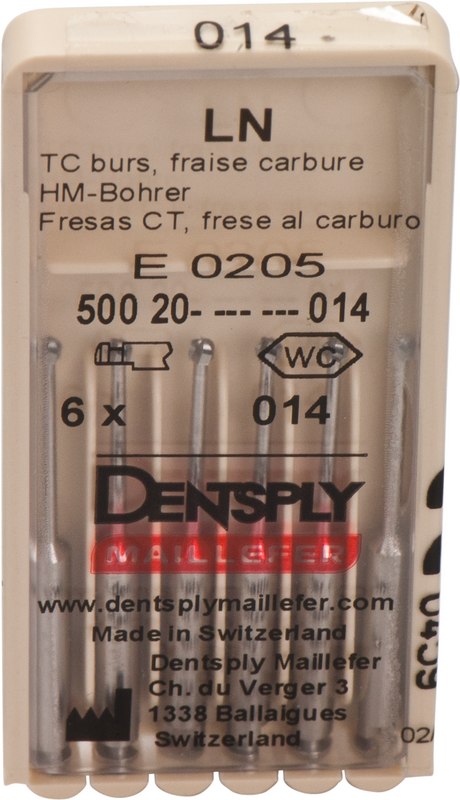 014
LN
TC burs, fraise carbure
HM-Bohrer
Fresas CT, frese al carburo
E 0205
500 20- --- --- 014
WC
6 x 014
DENTSPLY
MAILLEFER
www.dentsplymaillefer.com
Made in Switzerland
Dentsply Maillefer
Ch. du Verger 3
1338 Ballaigues
Switzerland
02/